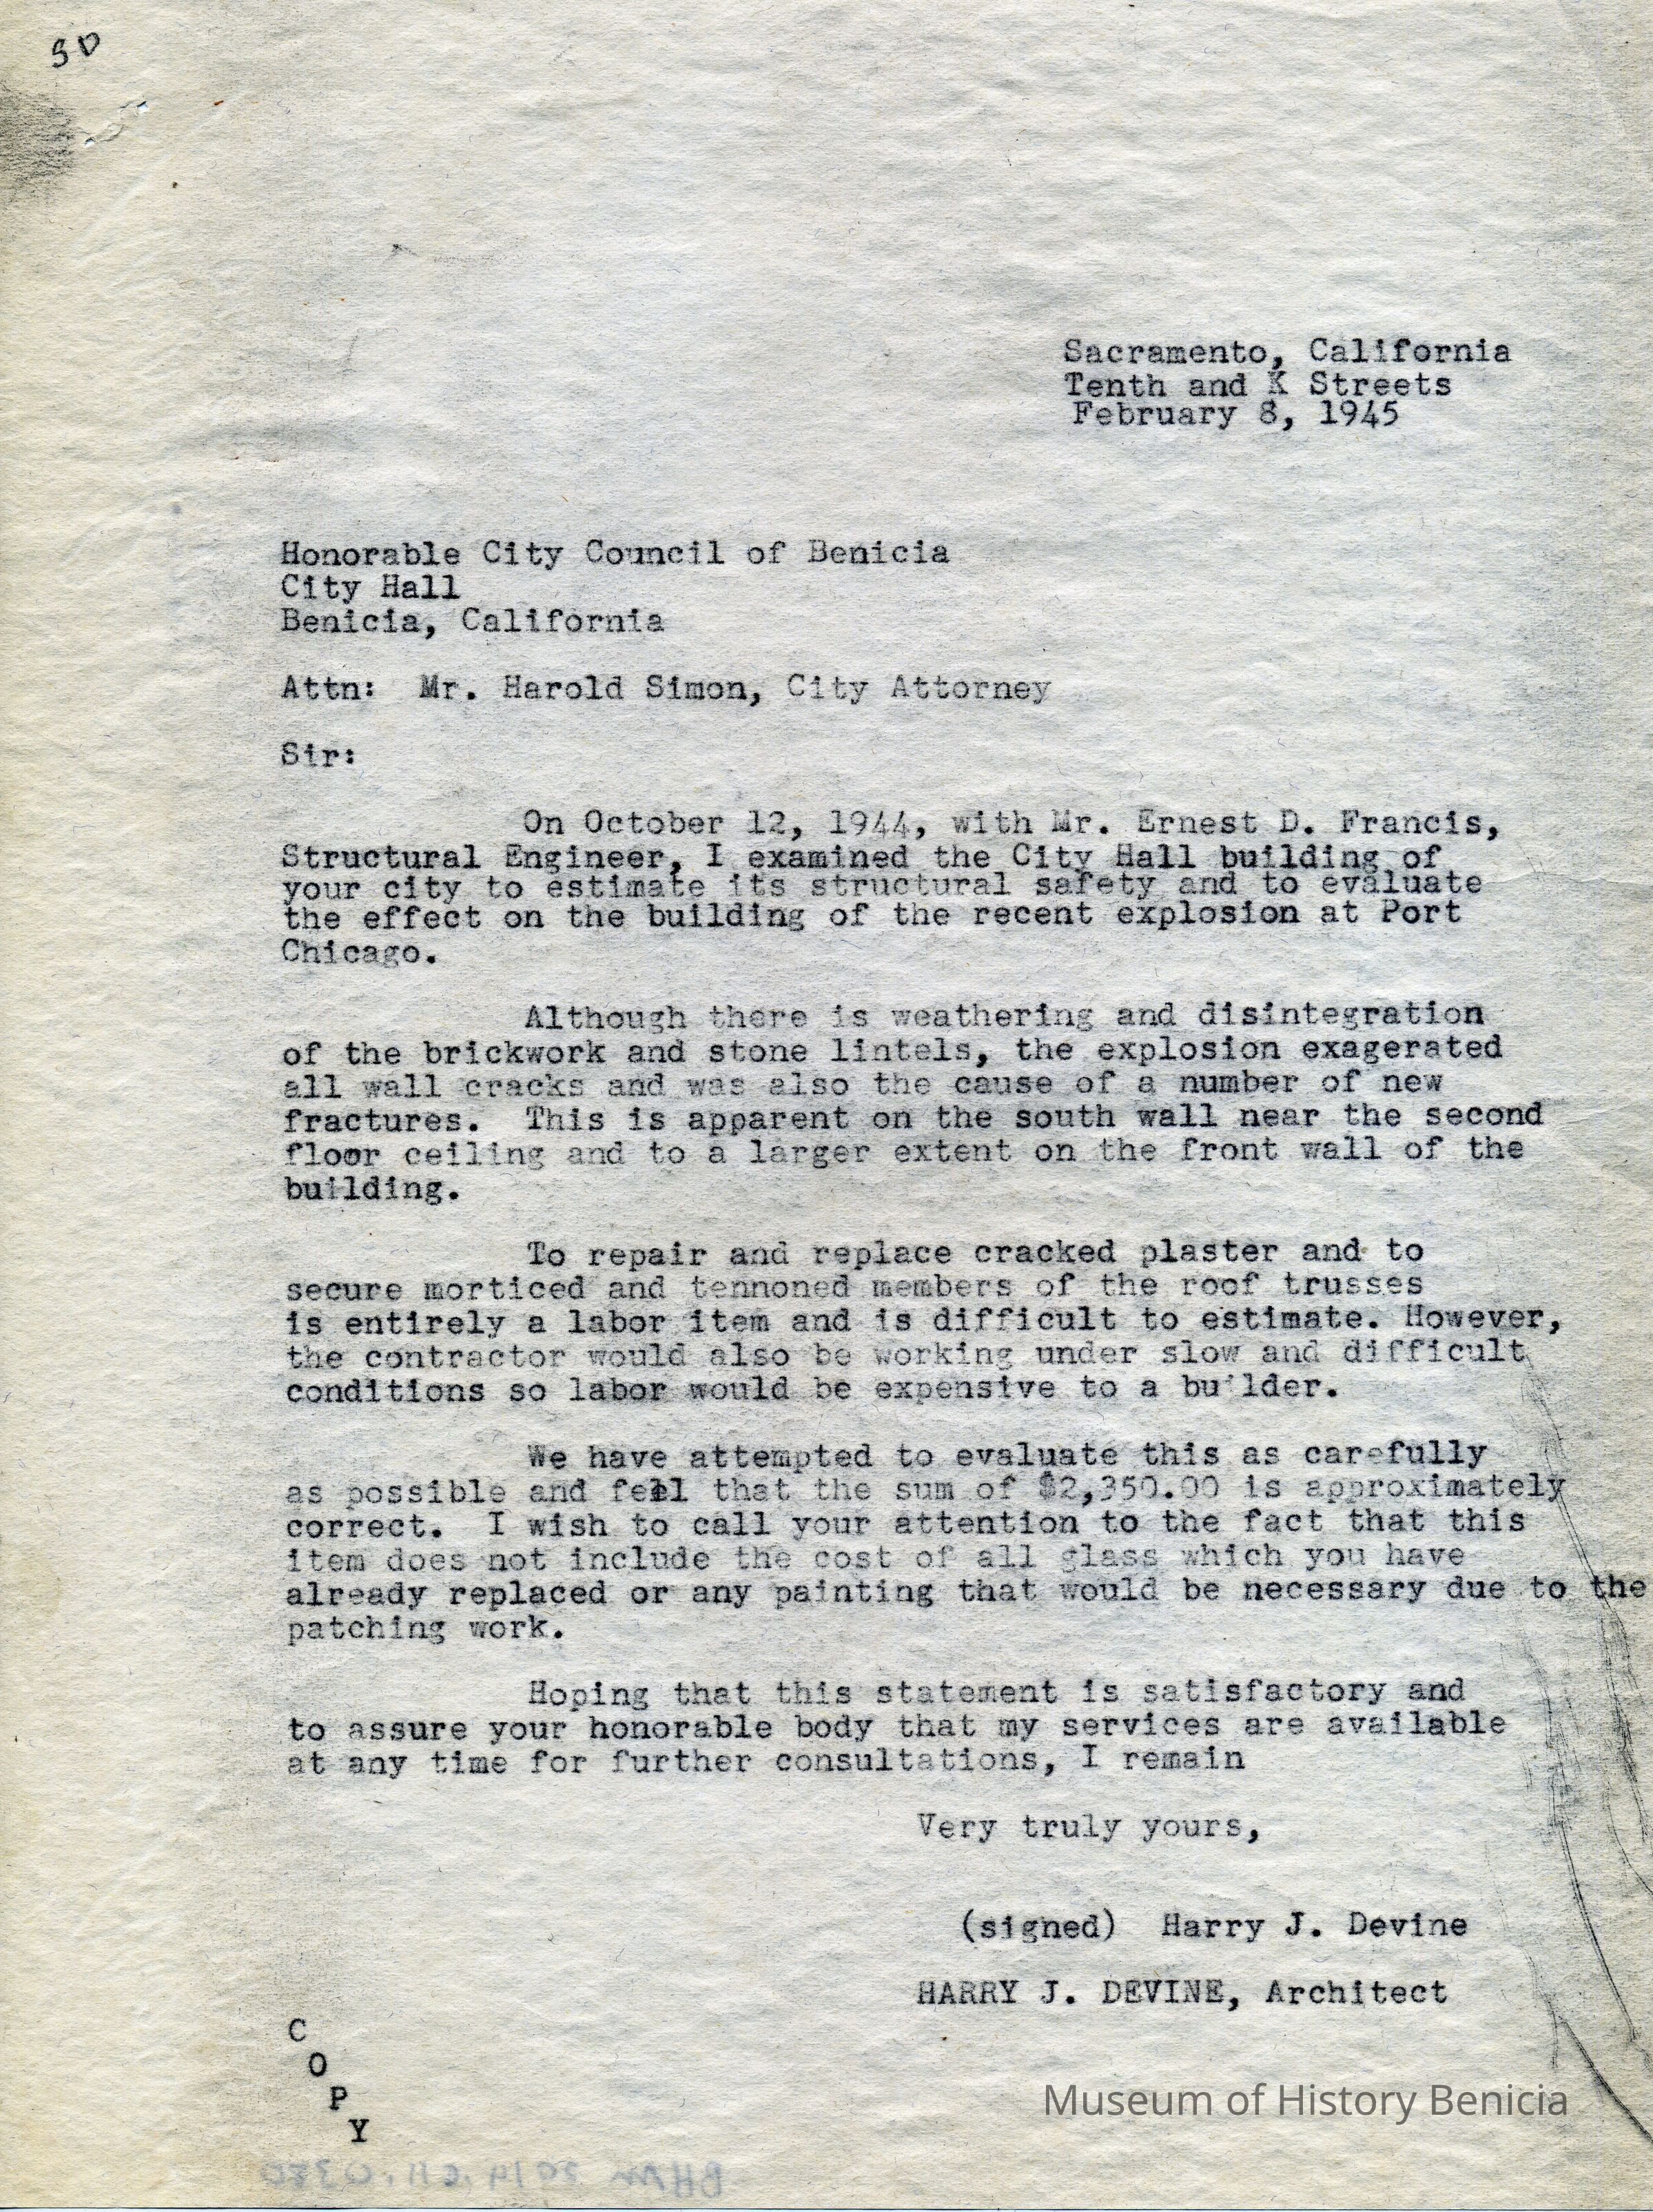 50
Sacramento, California
Tenth and K Streets
February 8, 1945
Honorable City Council of Benicia
City Hall
Benicia, California
Attn:  Mr. Harold Simon, City Attorney
Sir:
On October 12, 1944, with Mr. Ernest D. Francis,
Structural Engineer, I examined the City Hall building of
your city to estimate its structural safety and to evaluate
the effect on the building of the recent explosion at Port
Chicago.
Although there is weathering and disintegration
of the brickwork and stone lintels, the explosion exagerated
all wall cracks and was also the cause of a number of new
fractures.  This is apparent on the south wall near the second
floor ceiling and to a larger extent on the front wall of the
building.
To repair and replace cracked plaster and to
secure morticed and tennoned members of the roof trusses
is entirely a labor item and is difficult to estimate. However,
the contractor would also be working under slow and difficult
conditions so labor would be expensive to a builder.
We have attempted to evaluate this as carefully
as possible and feel that the sum of $2,350.00 is approximately
correct.  I wish to call your attention to the fact that this
item does not include the cost of all glass which you have
already replaced or any painting that would be necessary due to the
patching work.
Hoping that this statement is satisfactory and
to assure your honorable body that my services are available
at any time for further consultations, I remain
Very truly yours,
(signed)  Harry J. Devine
HARRY J. DEVINE, Architect
C
O
P
Y
Museum of History Benicia